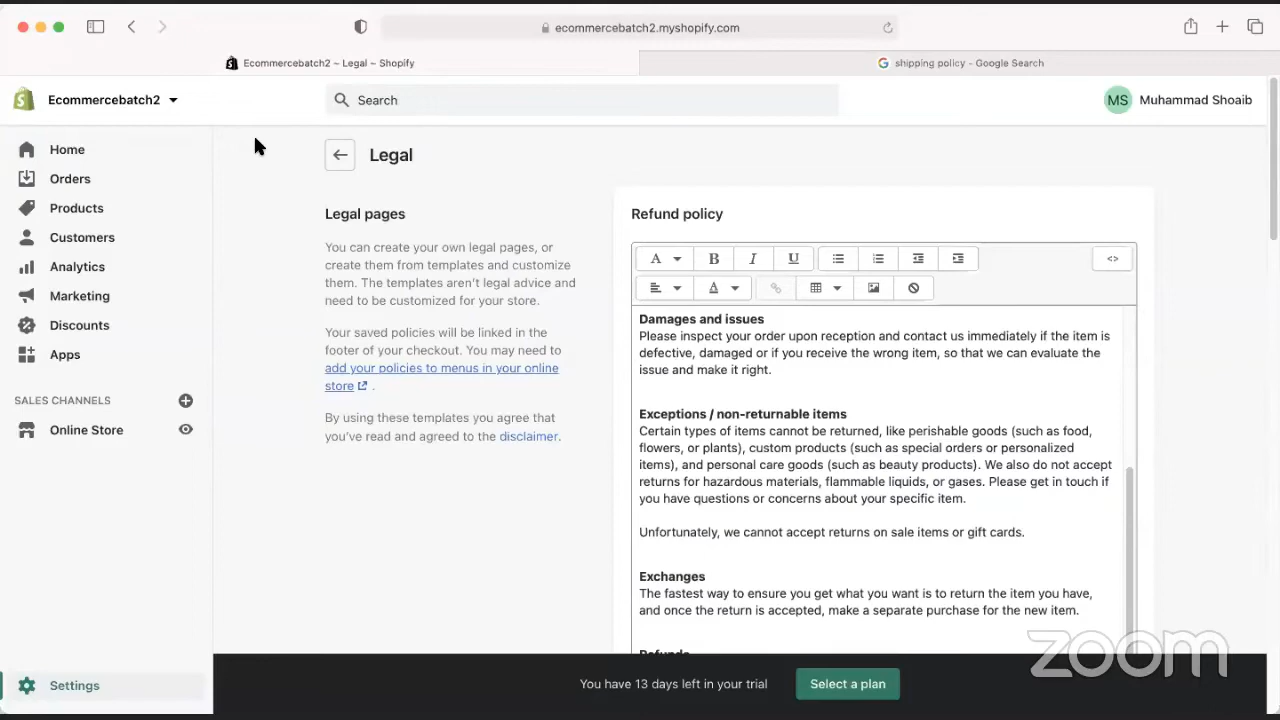 ecommercebatch2.myshopify.com
Ecommercebatch2 ~ Legal ~ Shopify
shipping policy - Google Search
Ecommercebatch2
Search
MS
Muhammad Shoaib
Home
Orders
Products
Customers
Analytics
Marketing
Discounts
Apps
SALES CHANNELS
Online Store
Settings
Legal
Legal pages
You can create your own legal pages, or
create them from templates and customize
them. The templates aren't legal advice and
need to be customized for your store.
Your saved policies will be linked in the
footer of your checkout. You may need to
add your policies to menus in your online
store .
By using these templates you agree that
you've read and agreed to the disclaimer.
Refund policy
A B I U <>
A
Damages and issues
Please inspect your order upon reception and contact us immediately if the item is
defective, damaged or if you receive the wrong item, so that we can evaluate the
issue and make it right.
Exceptions / non-returnable items
Certain types of items cannot be returned, like perishable goods (such as food,
flowers, or plants), custom products (such as special orders or personalized
items), and personal care goods (such as beauty products). We also do not accept
returns for hazardous materials, flammable liquids, or gases. Please get in touch if
you have questions or concerns about your specific item.
Unfortunately, we cannot accept returns on sale items or gift cards.
Exchanges
The fastest way to ensure you get what you want is to return the item you have,
and once the return is accepted, make a separate purchase for the new item.
Refunds
You have 13 days left in your trial
Select a plan
zoom